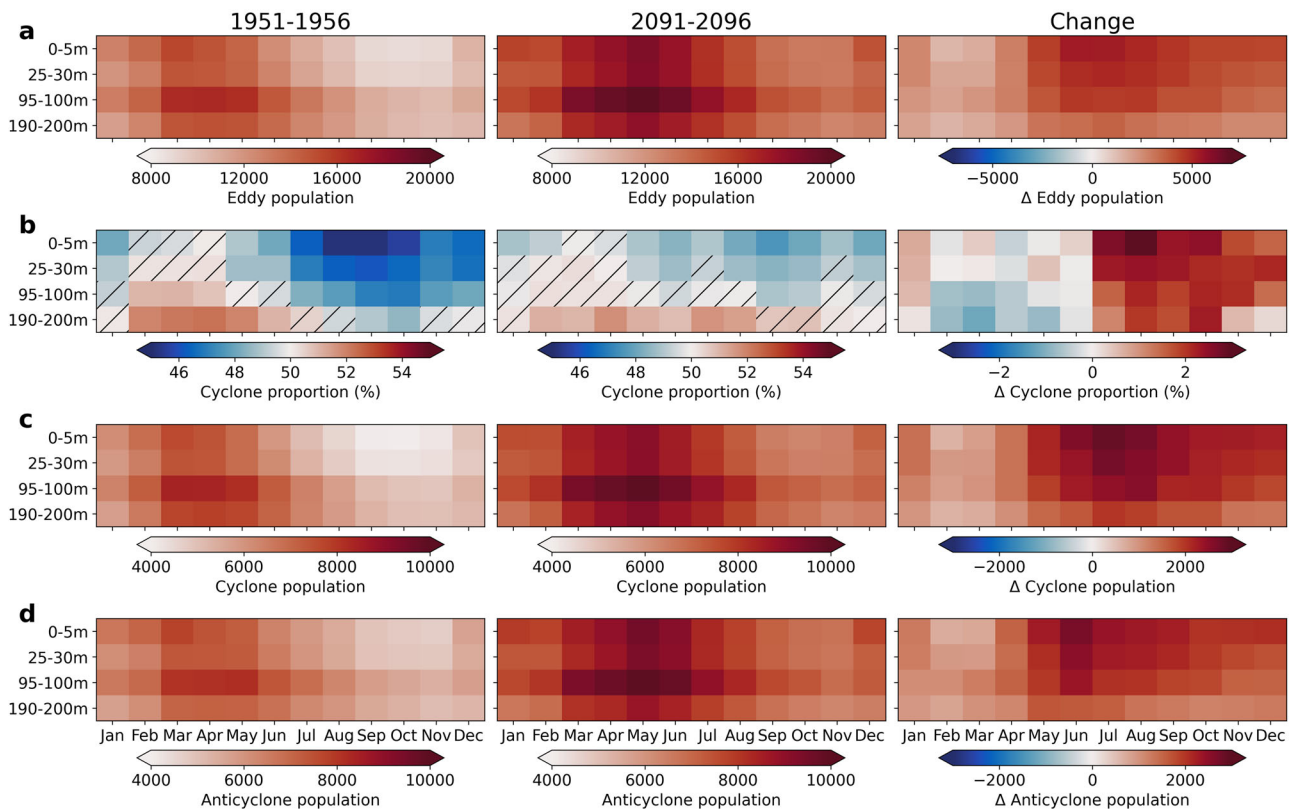 1951-1956 2091-2096 Change
a
0-5m
25-30m
95-100m
190-200m
8000 12000 16000 20000 8000 12000 16000 20000 −5000 0 5000
Eddy population Eddy population Δ Eddy population
b
0-5m
25-30m
95-100m
190-200m
46 48 50 52 54 46 48 50 52 54 −2 0 2
Cyclone proportion (%) Cyclone proportion (%) Δ Cyclone proportion (%)
c
0-5m
25-30m
95-100m
190-200m
4000 6000 8000 10000 4000 6000 8000 10000 −2000 0 2000
Cyclone population Cyclone population Δ Cyclone population
d
0-5m
25-30m
95-100m
190-200m
Jan Feb Mar Apr May Jun Jul Aug Sep Oct Nov Dec Jan Feb Mar Apr May Jun Jul Aug Sep Oct Nov Dec Jan Feb Mar Apr May Jun Jul Aug Sep Oct Nov Dec
4000 6000 8000 10000 4000 6000 8000 10000 −2000 0 2000
Anticyclone population Anticyclone population Δ Anticyclone population